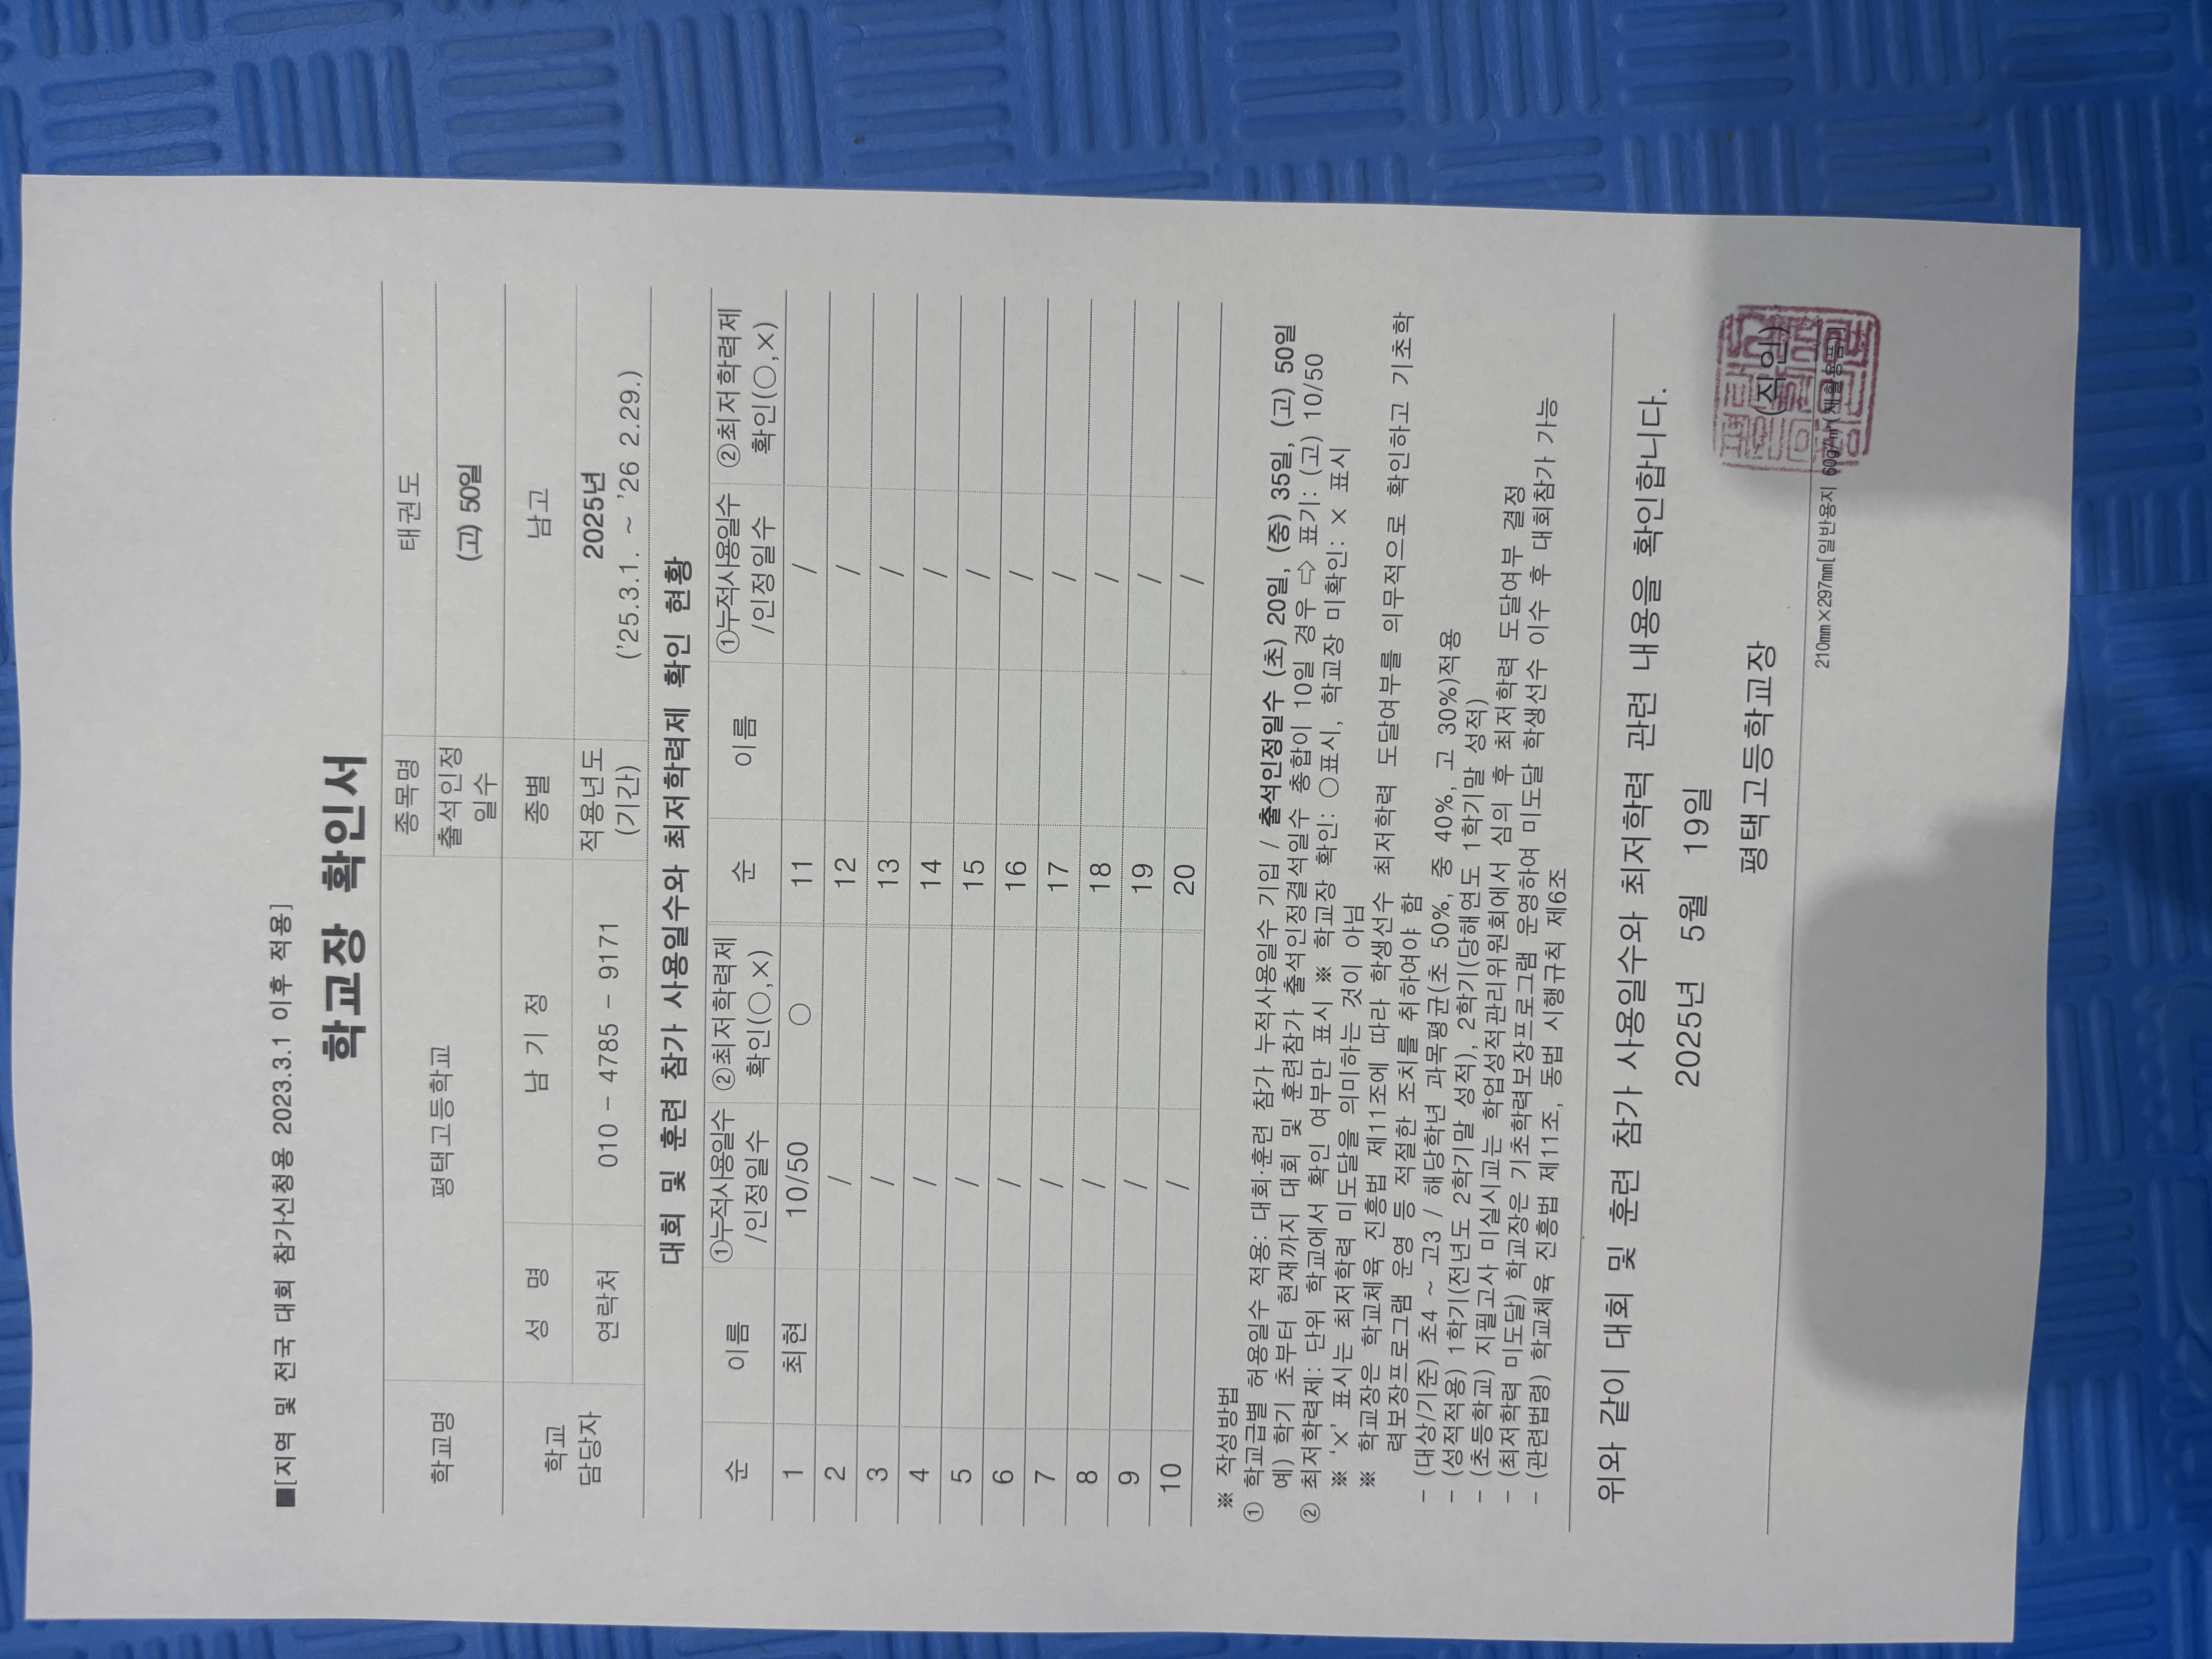 ■[지역 및 전국 대회 참가신청용 2023.3.1 이후 적용]
학교장 확인서
학교명 평택고등학교 종목명 태권도
출석인정일수 (고) 50일
학교 담당자 성 명 남 기 정 종별 남고
연락처 010 - 4785 - 9171 적용년도 (기간) 2025년
('25.3.1. ~ '26 2.29.)
대회 및 훈련 참가 사용일수와 최저학력제 확인 현황
순 이름 ①누적사용일수/인정일수 ②최저학력제 확인(○,×) 순 이름 ①누적사용일수/인정일수 ②최저학력제 확인(○,×)
1 최현 10/50 ○ 11 /
2 / 12 /
3 / 13 /
4 / 14 /
5 / 15 /
6 / 16 /
7 / 17 /
8 / 18 /
9 / 19 /
10 / 20 /
※ 작성방법
① 학교급별 허용일수 적용: 대회·훈련 참가 누적사용일수 기입 / 출석인정일수 (초) 20일, (중) 35일, (고) 50일
예) 학기 초부터 현재까지 대회 및 훈련참가 출석인정결석일수 총합이 10일 경우 ⇨ 표기: (고) 10/50
② 최저학력제: 단위 학교에서 확인 여부만 표시 ※ 학교장 확인: ○표시, 학교장 미확인: × 표시
※ '×' 표시는 최저학력 미도달을 의미하는 것이 아님
※ 학교장은 학교체육 진흥법 제11조에 따라 학생선수 최저학력 도달여부를 의무적으로 확인하고 기초학
력보장프로그램 운영 등 적절한 조치를 취하여야 함
- (대상/기준) 초4 ~ 고3 / 해당학년 과목평균(초 50%, 중 40%, 고 30%)적용
- (성적적용) 1학기(전년도 2학기말 성적), 2학기(당해연도 1학기말 성적)
- (초등학교) 지필고사 미실시교는 학업성적관리위원회에서 심의 후 최저학력 도달여부 결정
- (최저학력 미도달) 학교장은 기초학력보장프로그램 운영하여 미도달 학생선수 이수 후 대회참가 가능
- (관련법령) 학교체육 진흥법 제11조, 동법 시행규칙 제6조
위와 같이 대회 및 훈련 참가 사용일수와 최저학력 관련 내용을 확인합니다.
2025년 5월 19일
평택고등학교장 (직인)
210㎜×297㎜[일반용지 60g/㎡(재활용품)]